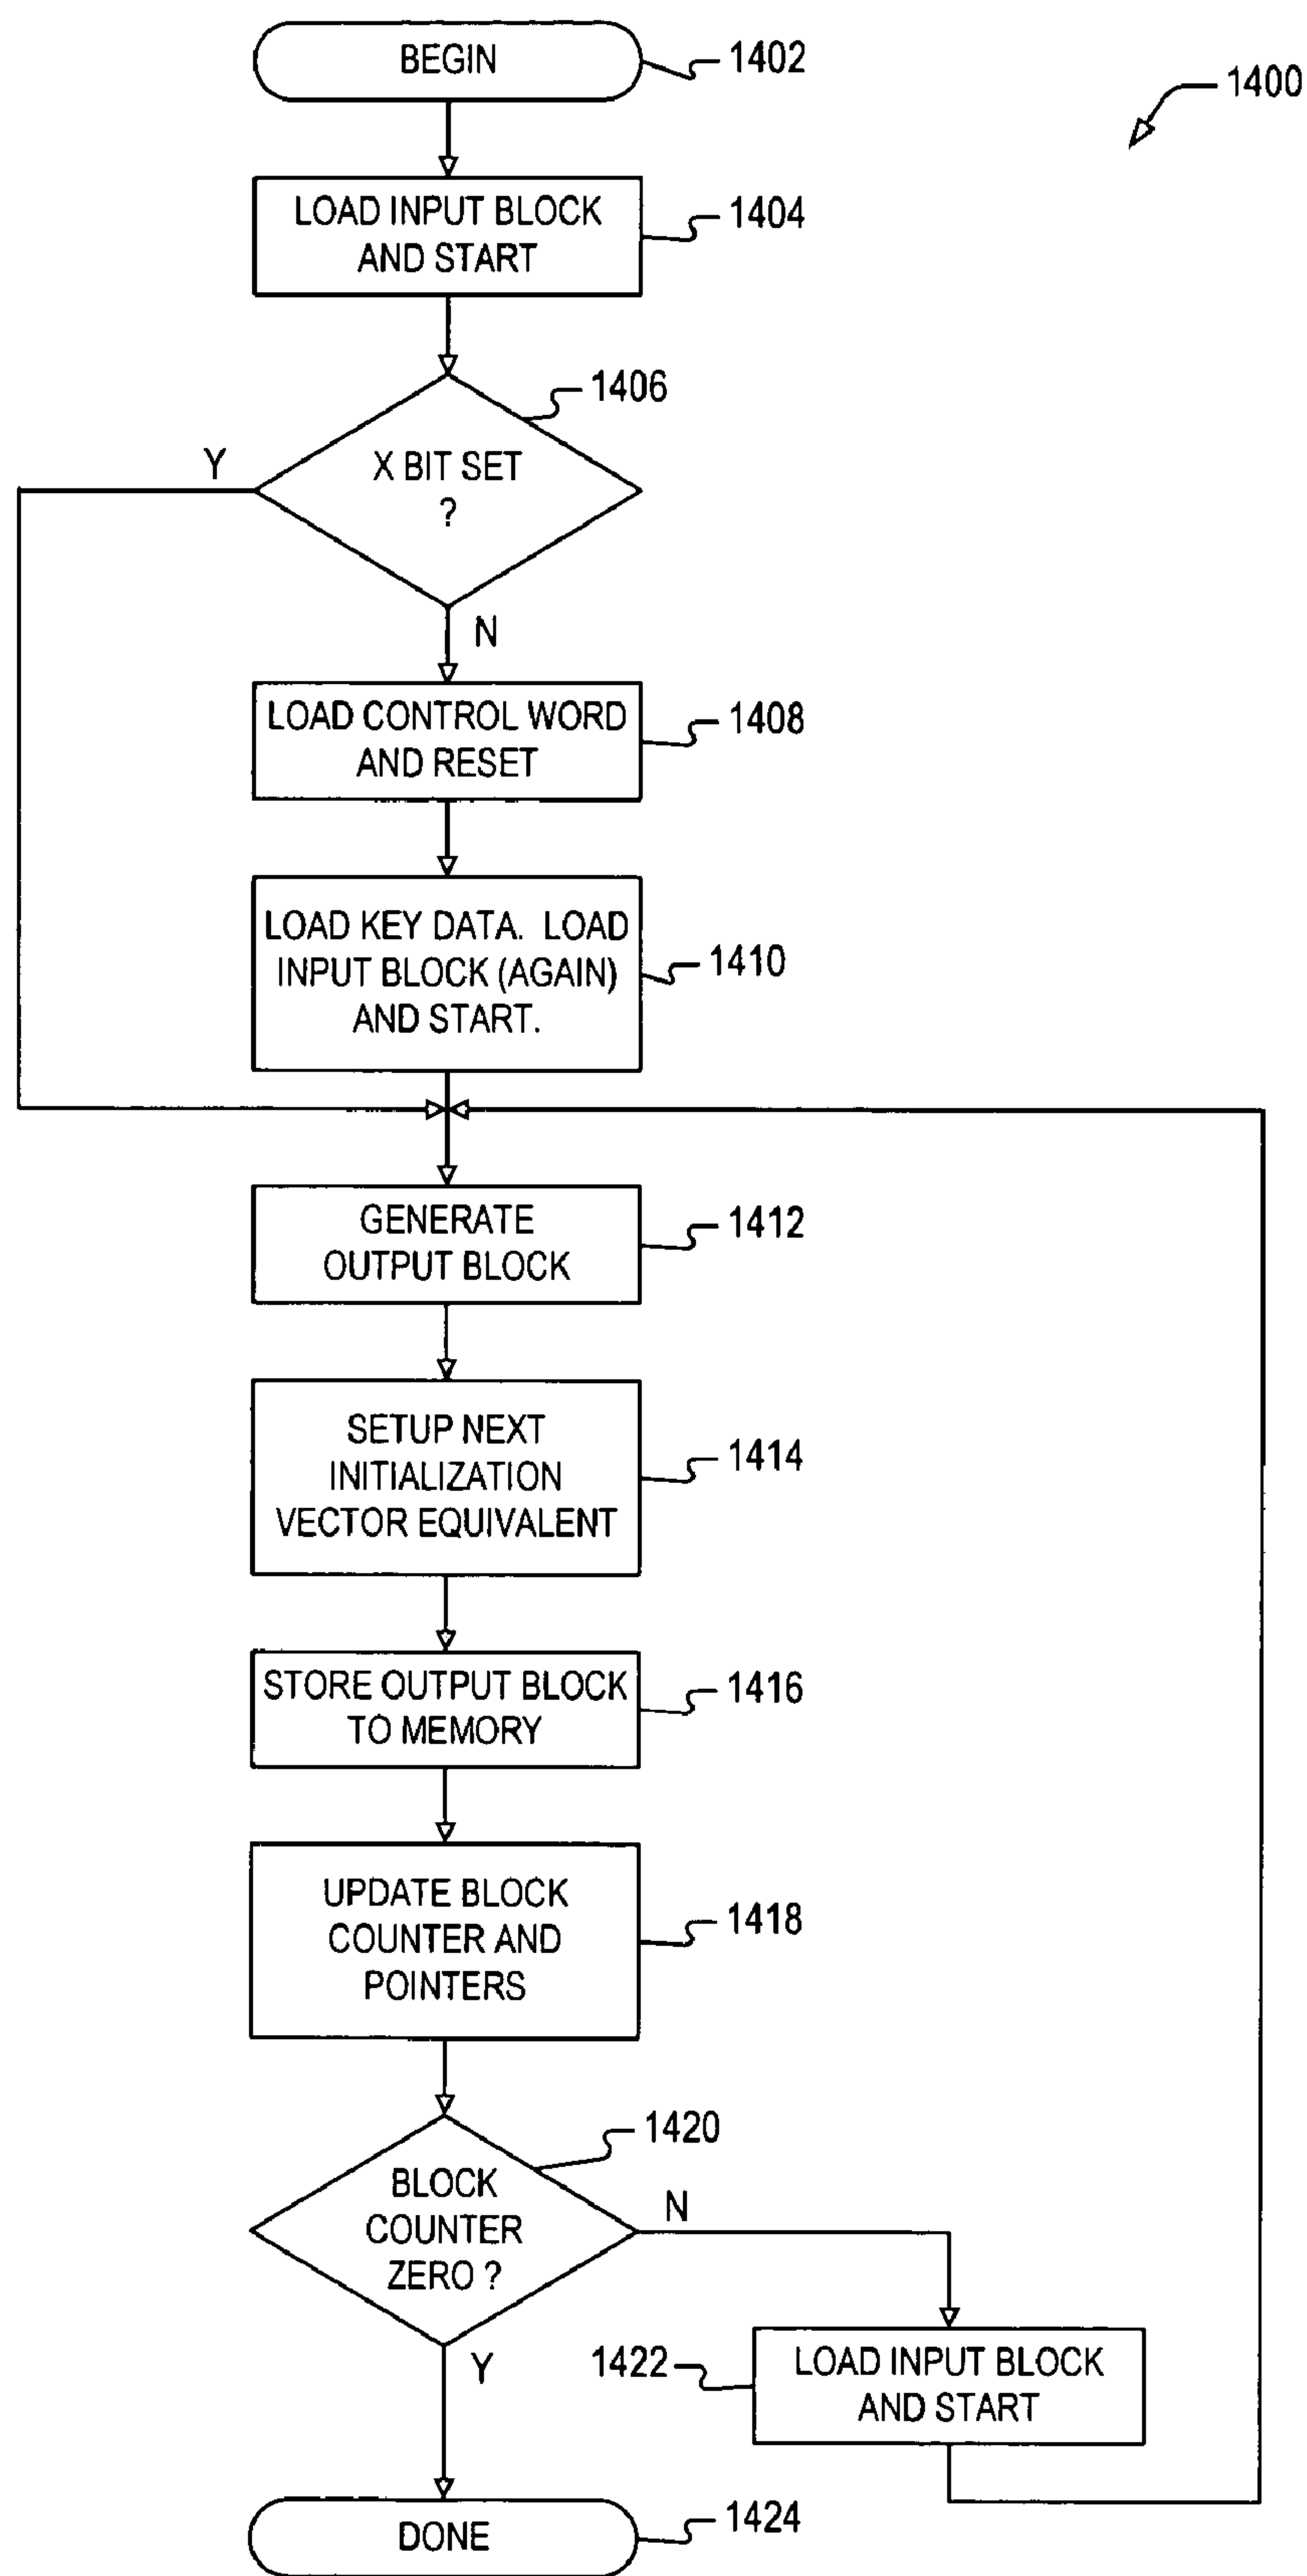 BEGIN
1402
1400
LOAD INPUT BLOCK
AND START
1404
1406
X BIT SET
?
Y
N
LOAD CONTROL WORD
AND RESET
1408
LOAD KEY DATA. LOAD
INPUT BLOCK (AGAIN)
AND START.
1410
GENERATE
OUTPUT BLOCK
1412
SETUP NEXT
INITIALIZATION
VECTOR EQUIVALENT
1414
STORE OUTPUT BLOCK
TO MEMORY
1416
UPDATE BLOCK
COUNTER AND
POINTERS
1418
1420
BLOCK
COUNTER
ZERO ?
N
Y
1422
LOAD INPUT BLOCK
AND START
DONE
1424